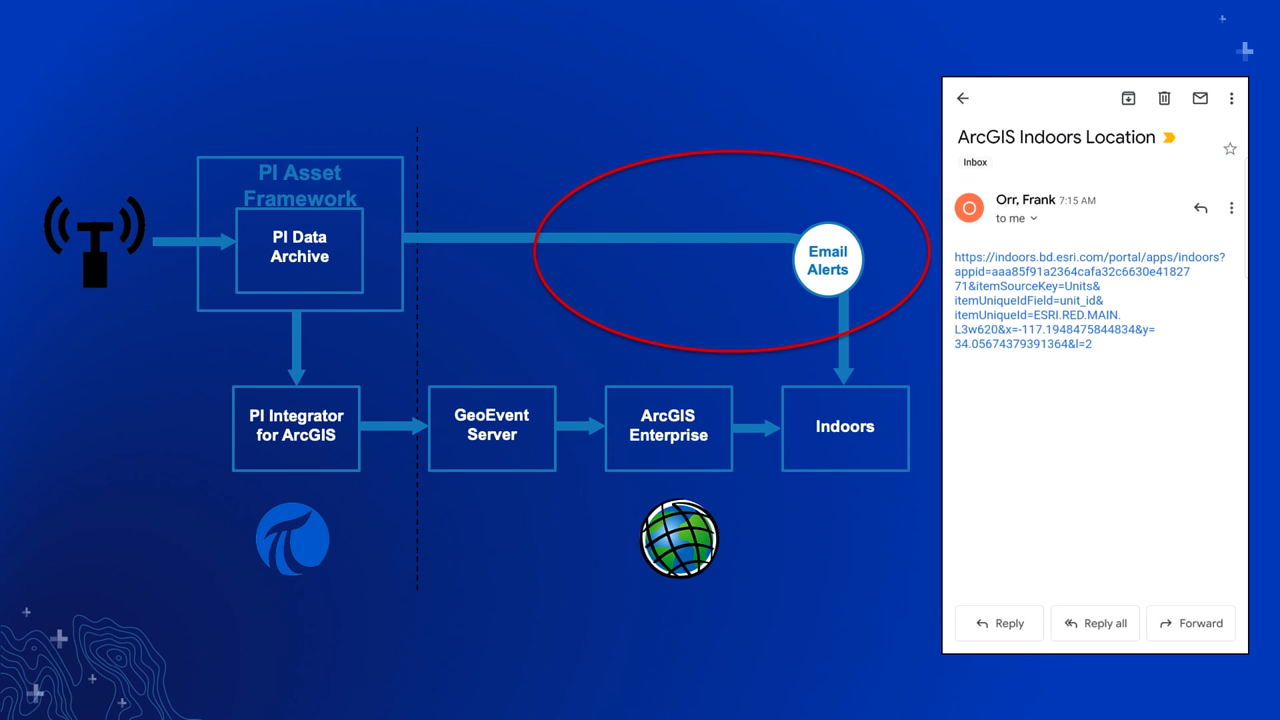 PI Asset
Framework
PI Data
Archive
Email
Alerts
PI Integrator
for ArcGIS
GeoEvent
Server
ArcGIS
Enterprise
Indoors
ArcGIS Indoors Location
Inbox
O
Orr, Frank 7:15 AM
to me
https://indoors.bd.esri.com/portal/apps/indoors?
appid=aaa85f91a2364cafa32c6630e41827
71&itemSourceKey=Units&
itemUniqueIdField=unit_id&
itemUniqueId=ESRI.RED.MAIN.
L3w620&x=-117.1948475844834&y=
34.05674379391364&l=2
Reply
Reply all
Forward